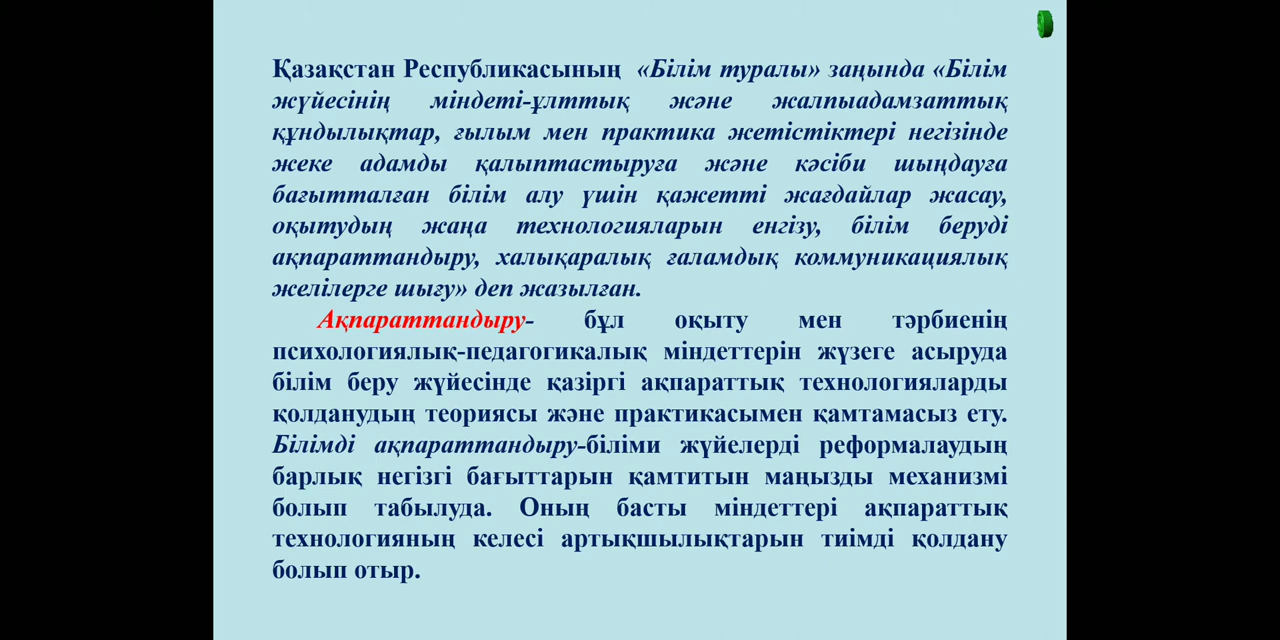 Қазақстан Республикасының «Білім туралы» заңында «Білім
жүйесінің міндеті-ұлттық және жалпыадамзаттық
құндылықтар, ғылым мен практика жетістіктері негізінде
жеке адамды қалыптастыруға және кәсіби шыңдауға
бағытталған білім алу үшін қажетті жағдайлар жасау,
оқытудың жаңа технологияларын енгізу, білім беруді
ақпараттандыру, халықаралық ғаламдық коммуникациялық
желілерге шығу» деп жазылған.
Ақпараттандыру- бұл оқыту мен тәрбиенің
психологиялық-педагогикалық міндеттерін жүзеге асыруда
білім беру жүйесінде қазіргі ақпараттық технологияларды
қолданудың теориясы және практикасымен қамтамасыз ету.
Білімді ақпараттандыру-біліми жүйелерді реформалаудың
барлық негізгі бағыттарын қамтитын маңызды механизмі
болып табылуда. Оның басты міндеттері ақпараттық
технологияның келесі артықшылықтарын тиімді қолдану
болып отыр.